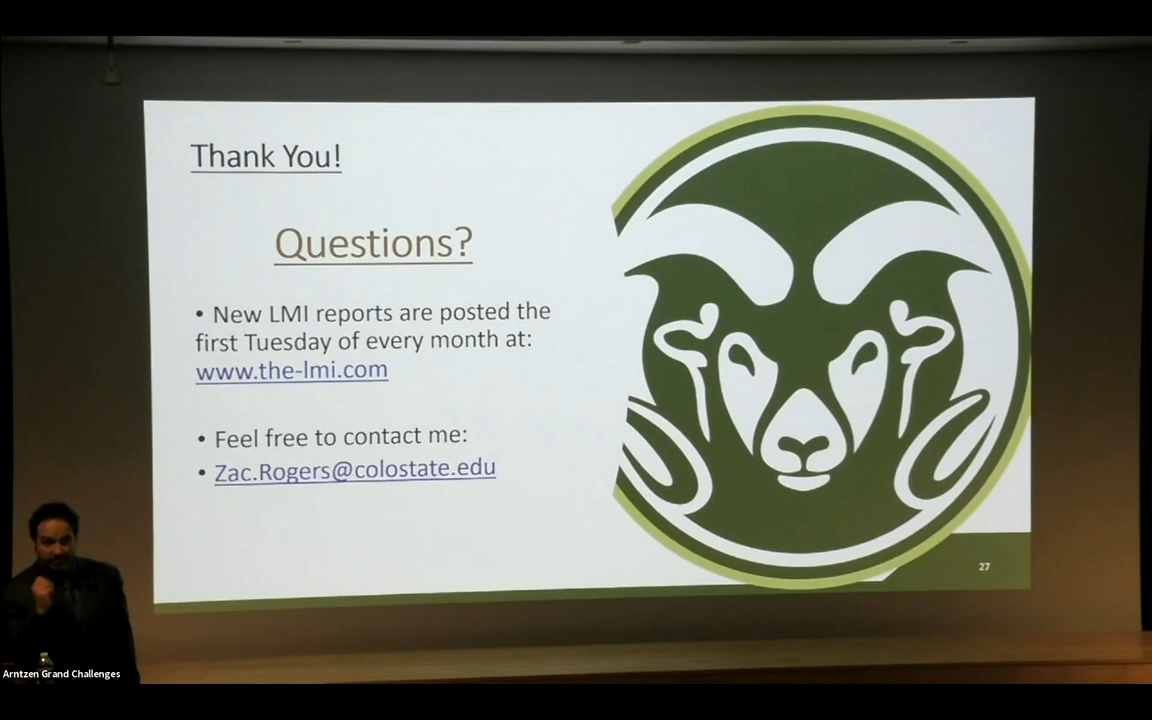 Thank You!
Questions?
• New LMI reports are posted the
first Tuesday of every month at:
www.the-lmi.com
• Feel free to contact me:
• Zac.Rogers@colostate.edu
27
Arntzen Grand Challenges